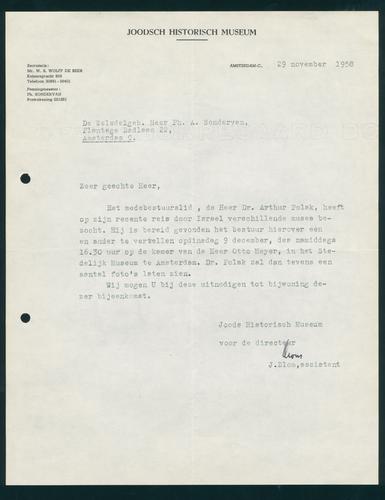 JOODSCH HISTORISCH MUSEUM
Secretaris:
Mr. W. S. WOLFF DE BEER
Keizersgracht
Telefoon
Penningmeester:
Ph. SONDERVAN
Postrekening
AMSTERDAM-C., 29 november 1958
De Weledelgeb. Heer Ph. A. Sonderven,
Plantage Badlaan 22,
Amsterdam C.
Zeer geachte Heer,
Het medebestuurslid , de Heer Dr. Arthur Polak, heeft
op zijn recente reis door Israel verschillende musea be-
zocht. Hij is bereid gevonden het bestuur hierover een
en ander te vertellen opdinsdag 9 december, des namiddags
16.30 uur op de kamer van de Heer Otto Meyer, in het Ste-
delijk Museum te Amsterdam. Dr. Polak zal dan tevens een
aantal foto's laten zien.
Wij mogen U bij deze uitnodigen tot bijwoning de-
zer bijeenkomst.
Joods Historisch Museum
voor de directeur
J.Blom,assistent